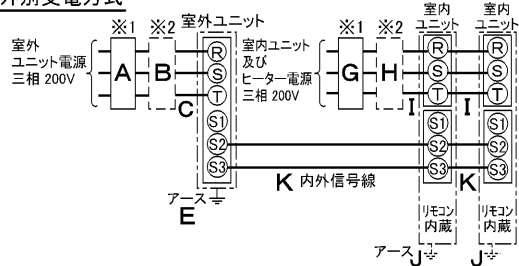 外別受電方式
※1 ※2 室外ユニット
室外
ユニット電源
三相 200V
A B C
R
S
T
S1
S2
S3
アース
E
※1 ※2
室内ユニット
及び
ヒーター電源
三相 200V
G H I I
室内
ユニット
R
S
T
S1
S2
S3
リモコン
内蔵
室内
ユニット
R
S
T
S1
S2
S3
リモコン
内蔵
K 内外信号線 K
アース J J